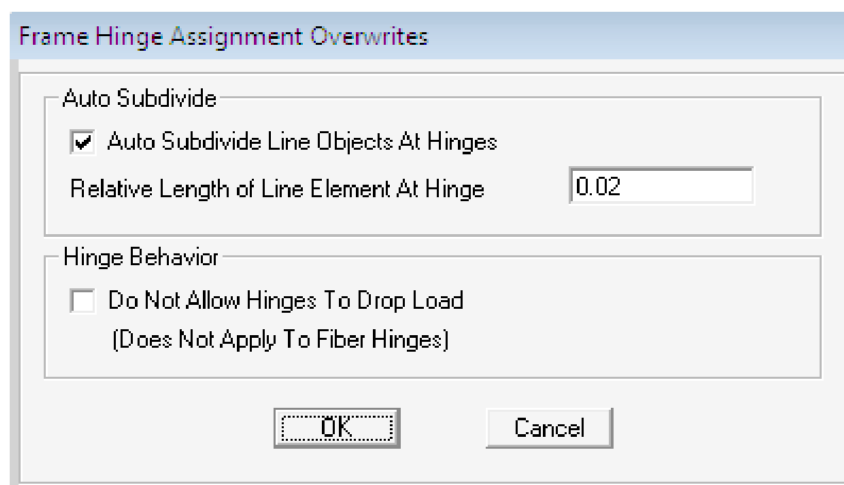 Frame Hinge Assignment Overwrites
Auto Subdivide
Auto Subdivide Line Objects At Hinges
Relative Length of Line Element At Hinge
0.02
Hinge Behavior
Do Not Allow Hinges To Drop Load
(Does Not Apply To Fiber Hinges)
OK
Cancel